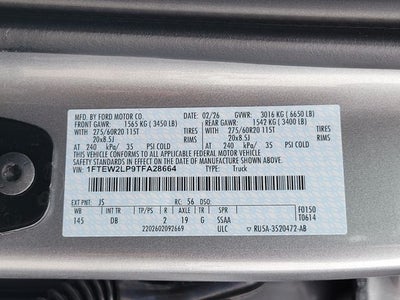 MFD. BY FORD MOTOR CO. 02/26 GVWR: 3016 KG ( 6650 LB)
FRONT GAWR: 1565 KG ( 3450 LB) REAR GAWR: 1542 KG ( 3400 LB)
WITH 275/60R20 115T TIRES WITH 275/60R20 115T TIRES
20x8.5J RIMS 20x8.5J RIMS
AT 240 kPa/ 35 PSI COLD AT 240 kPa/ 35 PSI COLD
THIS VEHICLE CONFORMS TO ALL APPLICABLE FEDERAL MOTOR VEHICLE
SAFETY STANDARDS IN EFFECT ON THE DATE OF MANUFACTURE SHOWN ABOVE.
VIN: 1FTEW2LP9TFA28664 TYPE: Truck
EXT PNT: JS RC: 56 DSO:
WB INT TR TP/PS R AXLE TR SPR F0150
145 DB 2 19 G SSAA T0614
2202602092669 ULC RU5A-3520472-AB